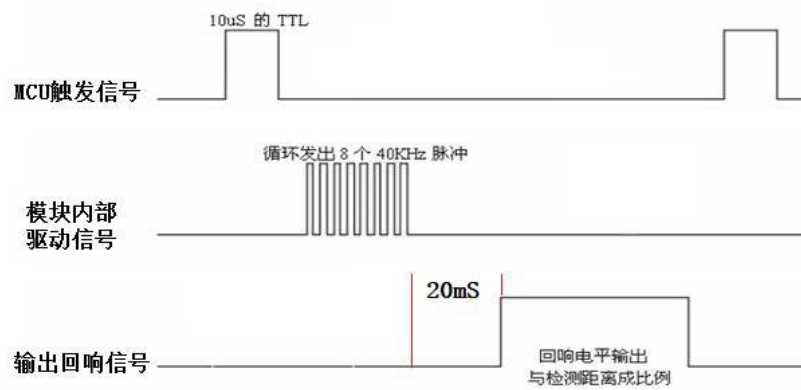 10uS 的 TTL
MCU触发信号
循环发出 8 个 40KHz 脉冲
模块内部
驱动信号
20mS
输出回响信号
回响电平输出
与检测距离成比例